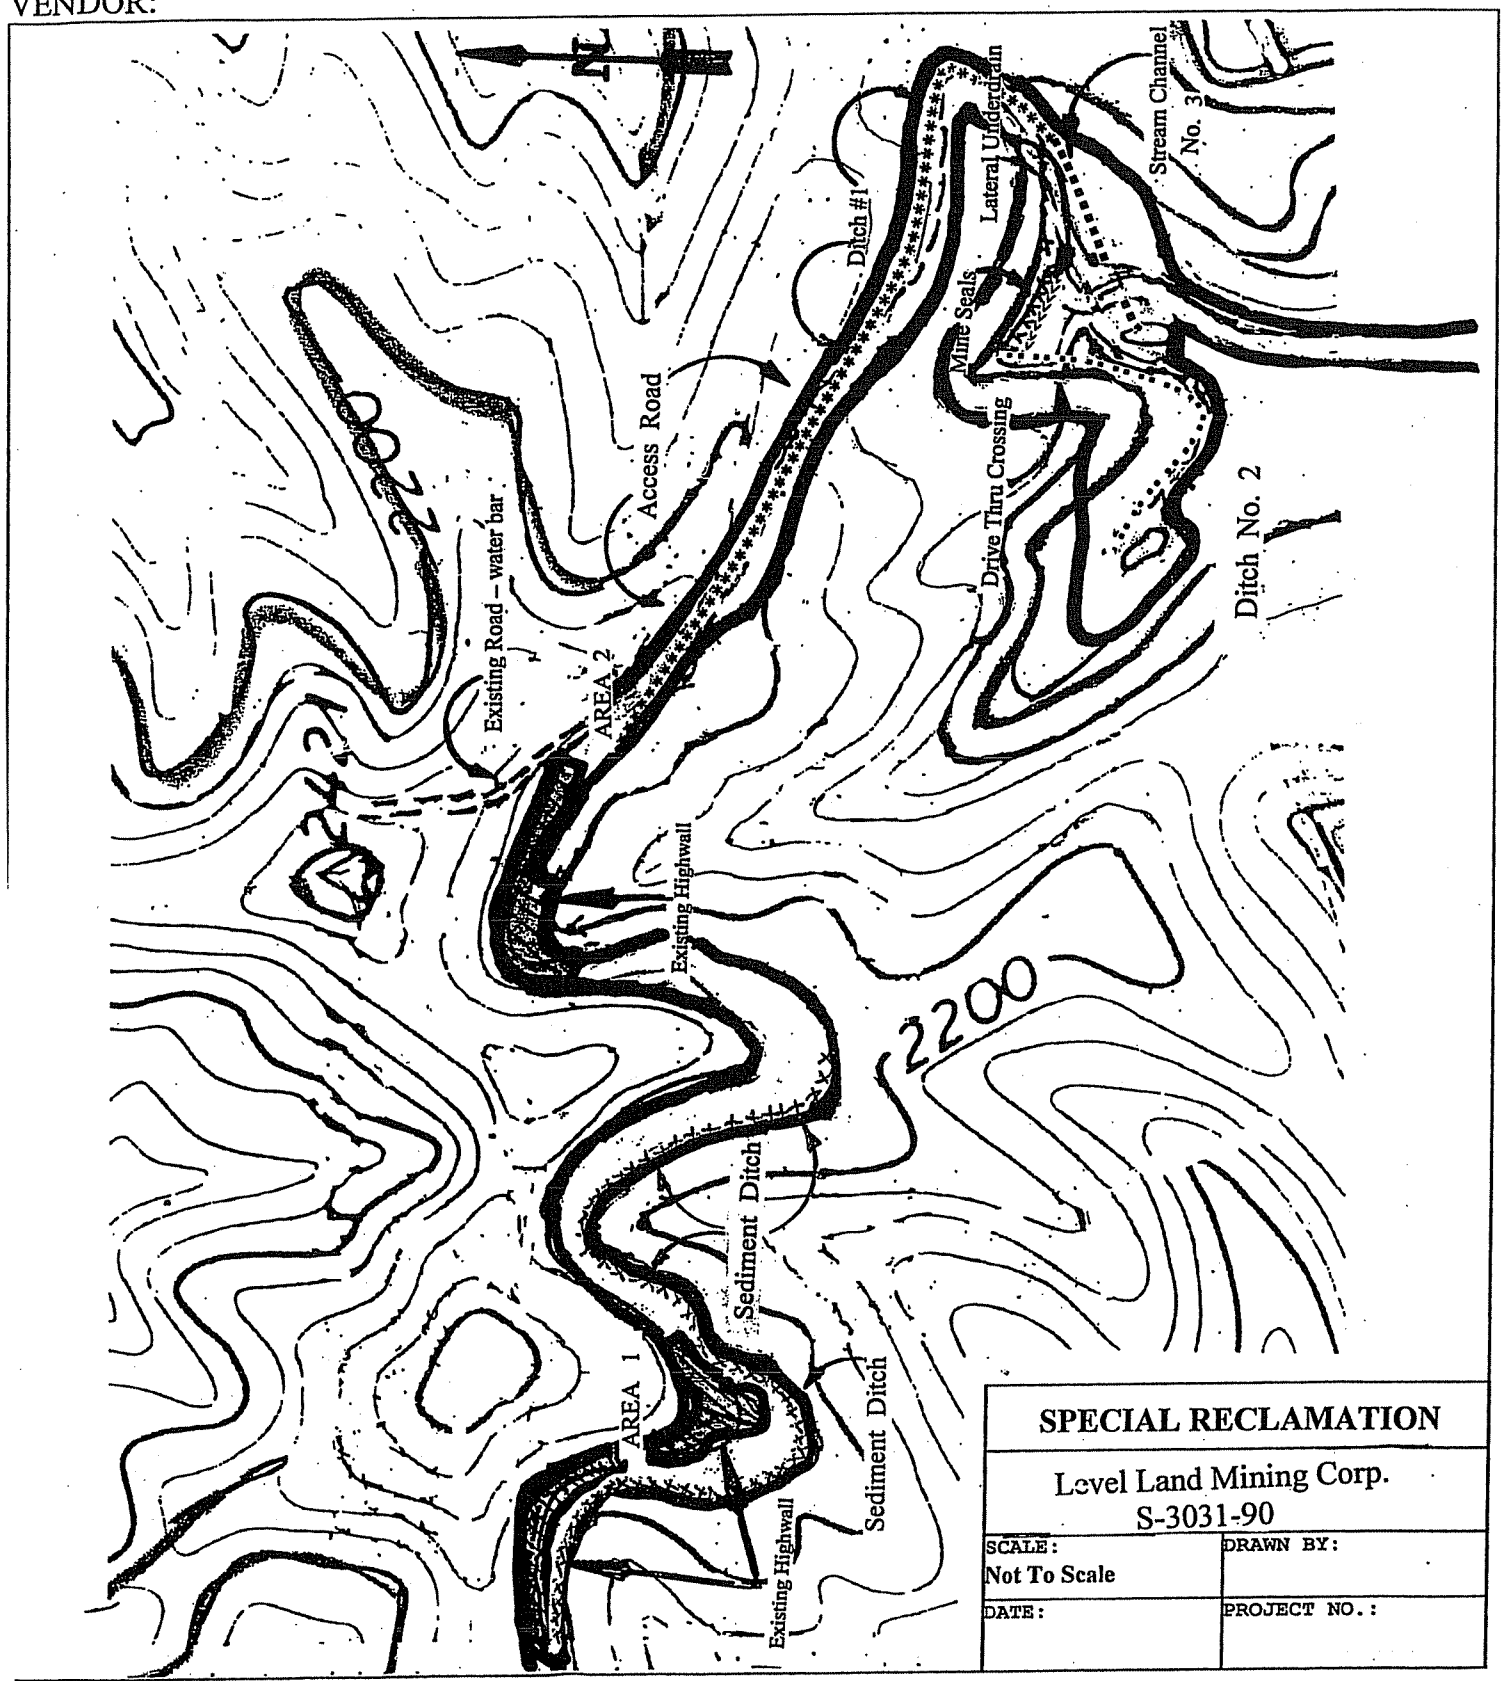 VENDOR:
N
Stream Channel
No. 3
Lateral Underdrain
Ditch #1
Mine Seals
Access Road
2200
Drive Thru Crossing
Existing Road – water bar
Ditch No. 2
AREA 2
Existing Highwall
2200
Sediment Ditch
AREA 1
Sediment Ditch
Existing Highwall
SPECIAL RECLAMATION
Level Land Mining Corp.
S-3031-90
SCALE:
Not To Scale
DRAWN BY:
DATE:
PROJECT NO.: